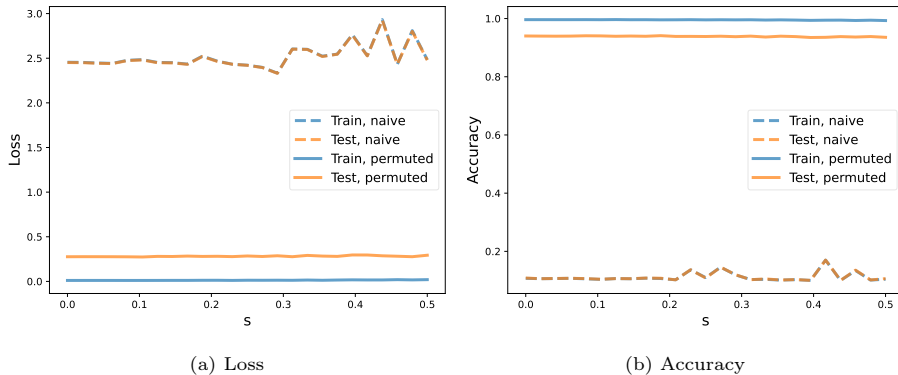 3.0
2.5
2.0
1.5
1.0
0.5
0.0
Loss
0.0 0.1 0.2 0.3 0.4 0.5
s
Train, naive
Test, naive
Train, permuted
Test, permuted
(a) Loss
1.0
0.8
0.6
0.4
0.2
Accuracy
0.0 0.1 0.2 0.3 0.4 0.5
s
Train, naive
Test, naive
Train, permuted
Test, permuted
(b) Accuracy